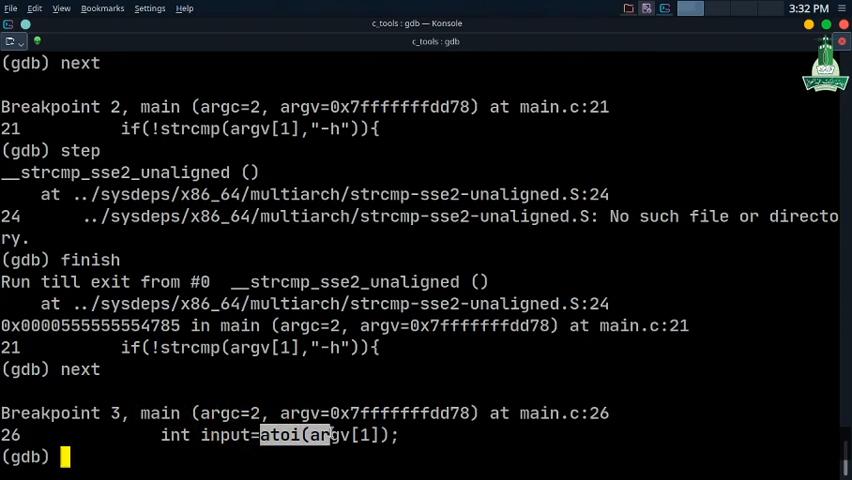 File Edit View Bookmarks Settings Help
3:32 PM
c_tools : gdb — Konsole
c_tools : gdb
(gdb) next
Breakpoint 2, main (argc=2, argv=0x7fffffffdd78) at main.c:21
21 if(!strcmp(argv[1],"-h")){
(gdb) step
__strcmp_sse2_unaligned ()
at ../sysdeps/x86_64/multiarch/strcmp-sse2-unaligned.S:24
24 ../sysdeps/x86_64/multiarch/strcmp-sse2-unaligned.S: No such file or directo
ry.
(gdb) finish
Run till exit from #0 __strcmp_sse2_unaligned ()
at ../sysdeps/x86_64/multiarch/strcmp-sse2-unaligned.S:24
0x0000555555554785 in main (argc=2, argv=0x7fffffffdd78) at main.c:21
21 if(!strcmp(argv[1],"-h")){
(gdb) next
Breakpoint 3, main (argc=2, argv=0x7fffffffdd78) at main.c:26
26 int input=atoi(argv[1]);
(gdb)